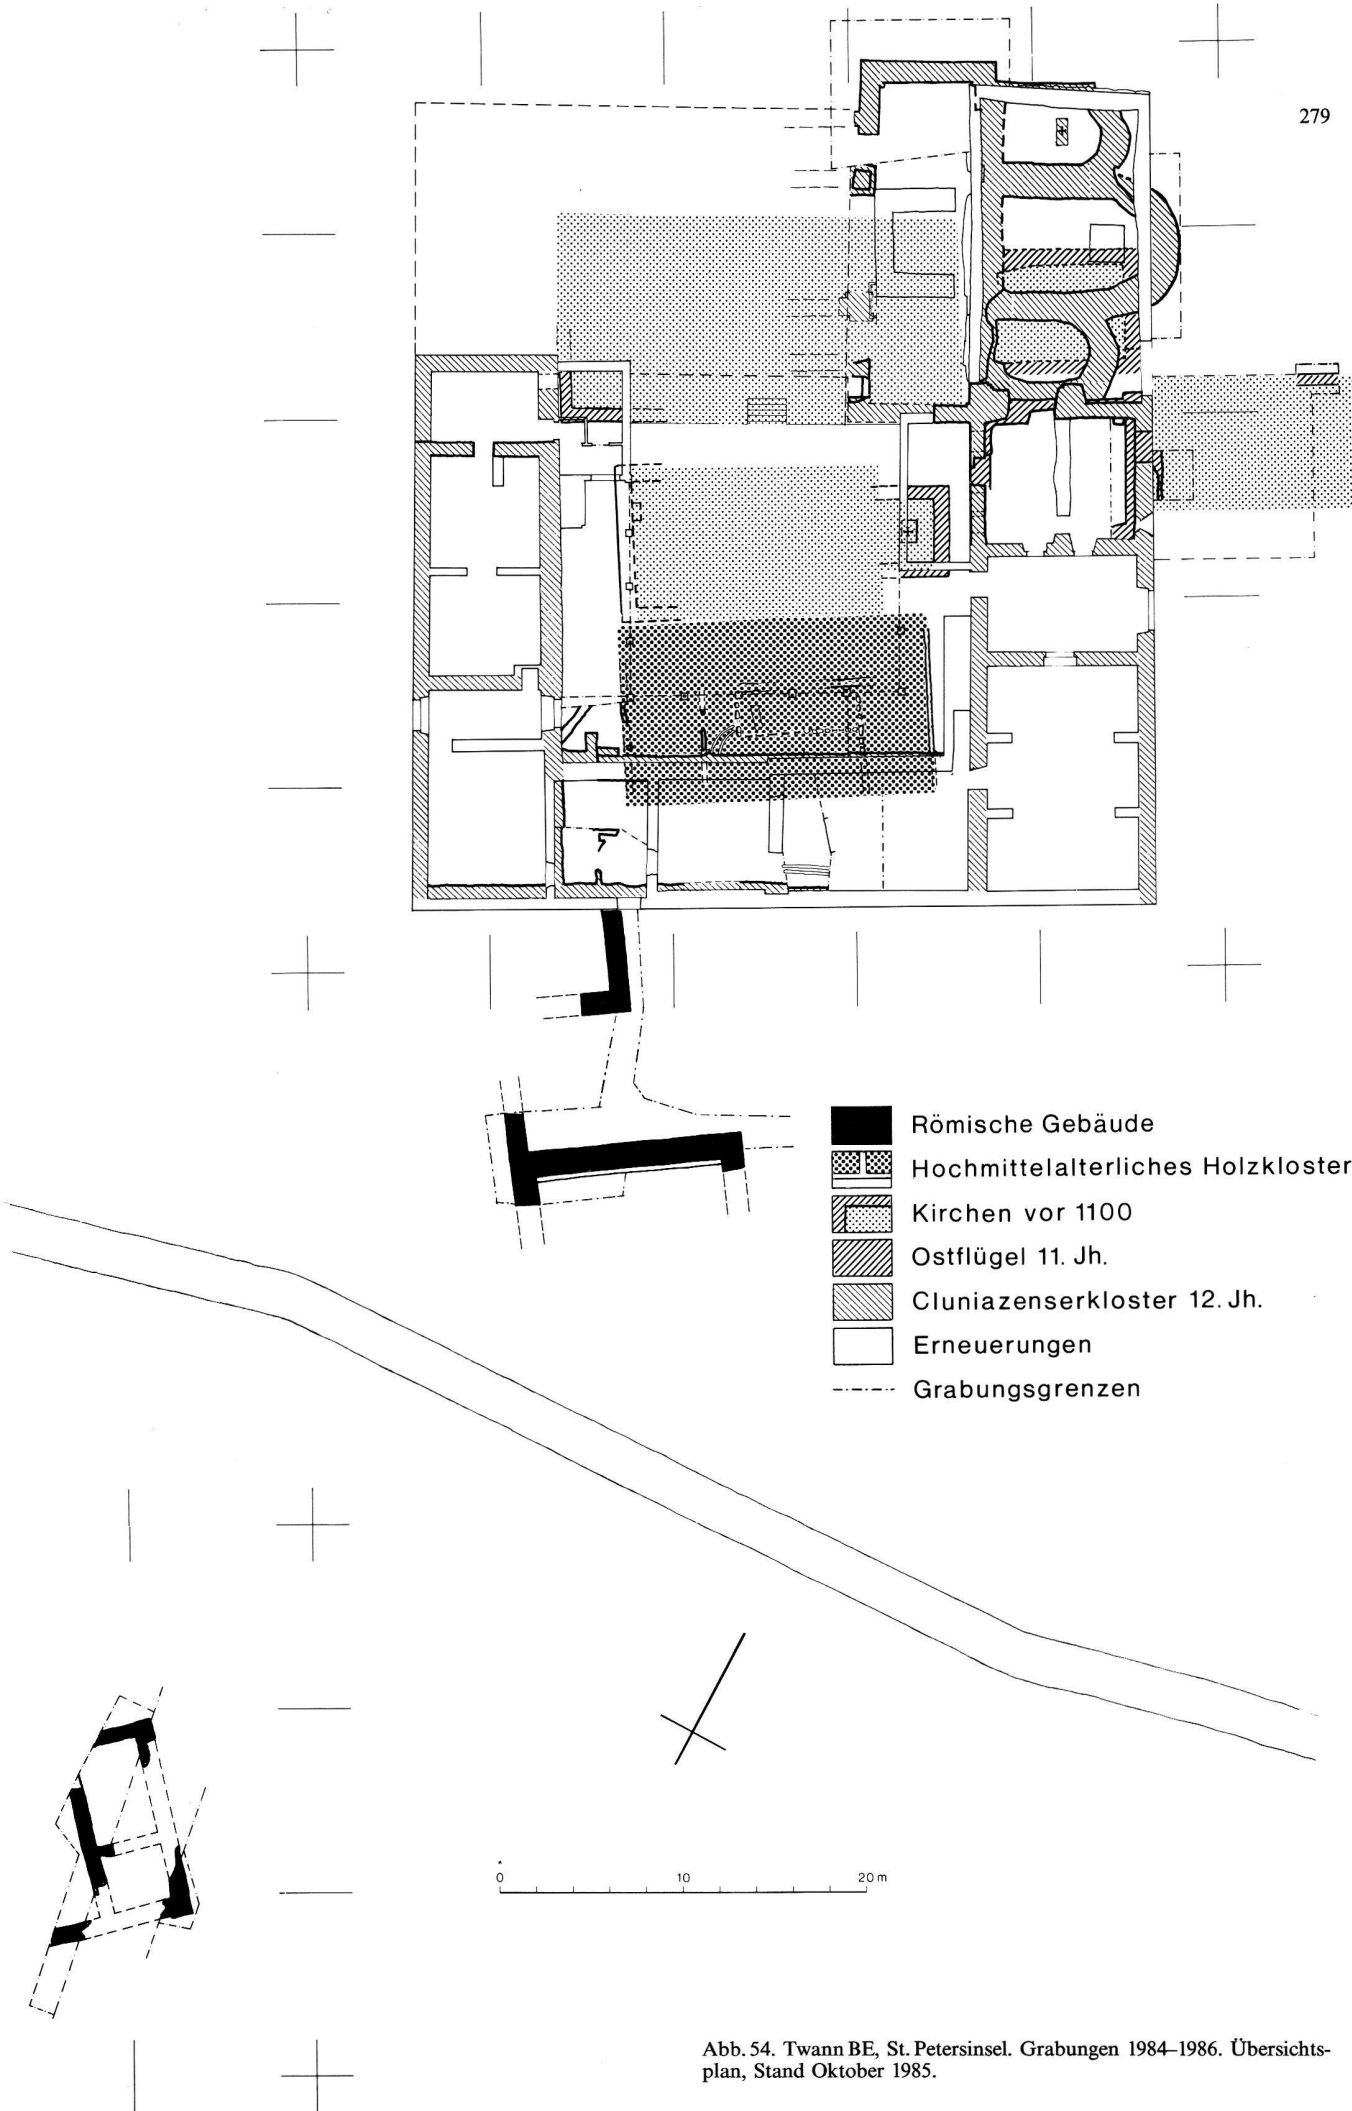 279
Römische Gebäude
Hochmittelalterliches Holzkloster
Kirchen vor 1100
Ostflügel 11. Jh.
Cluniazenserkloster 12. Jh.
Erneuerungen
Grabungsgrenzen
0 10 20 m
Abb. 54. Twann BE, St. Petersinsel. Grabungen 1984–1986. Übersichts-
plan, Stand Oktober 1985.